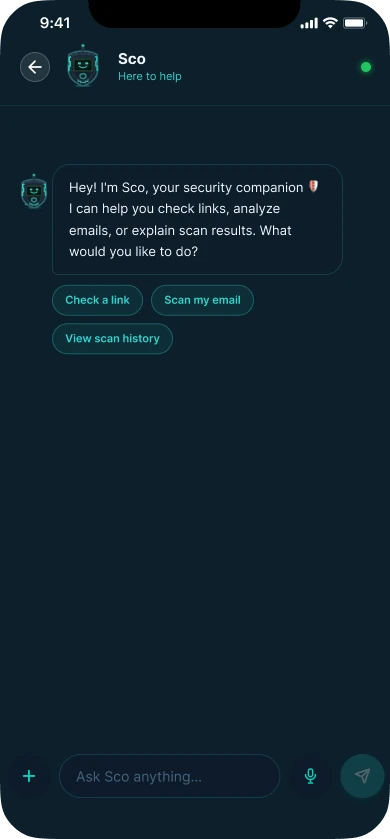 9:41
Sco
Here to help
Hey! I'm Sco, your security companion 🛡️
I can help you check links, analyze
emails, or explain scan results. What
would you like to do?
Check a link
Scan my email
View scan history
Ask Sco anything...